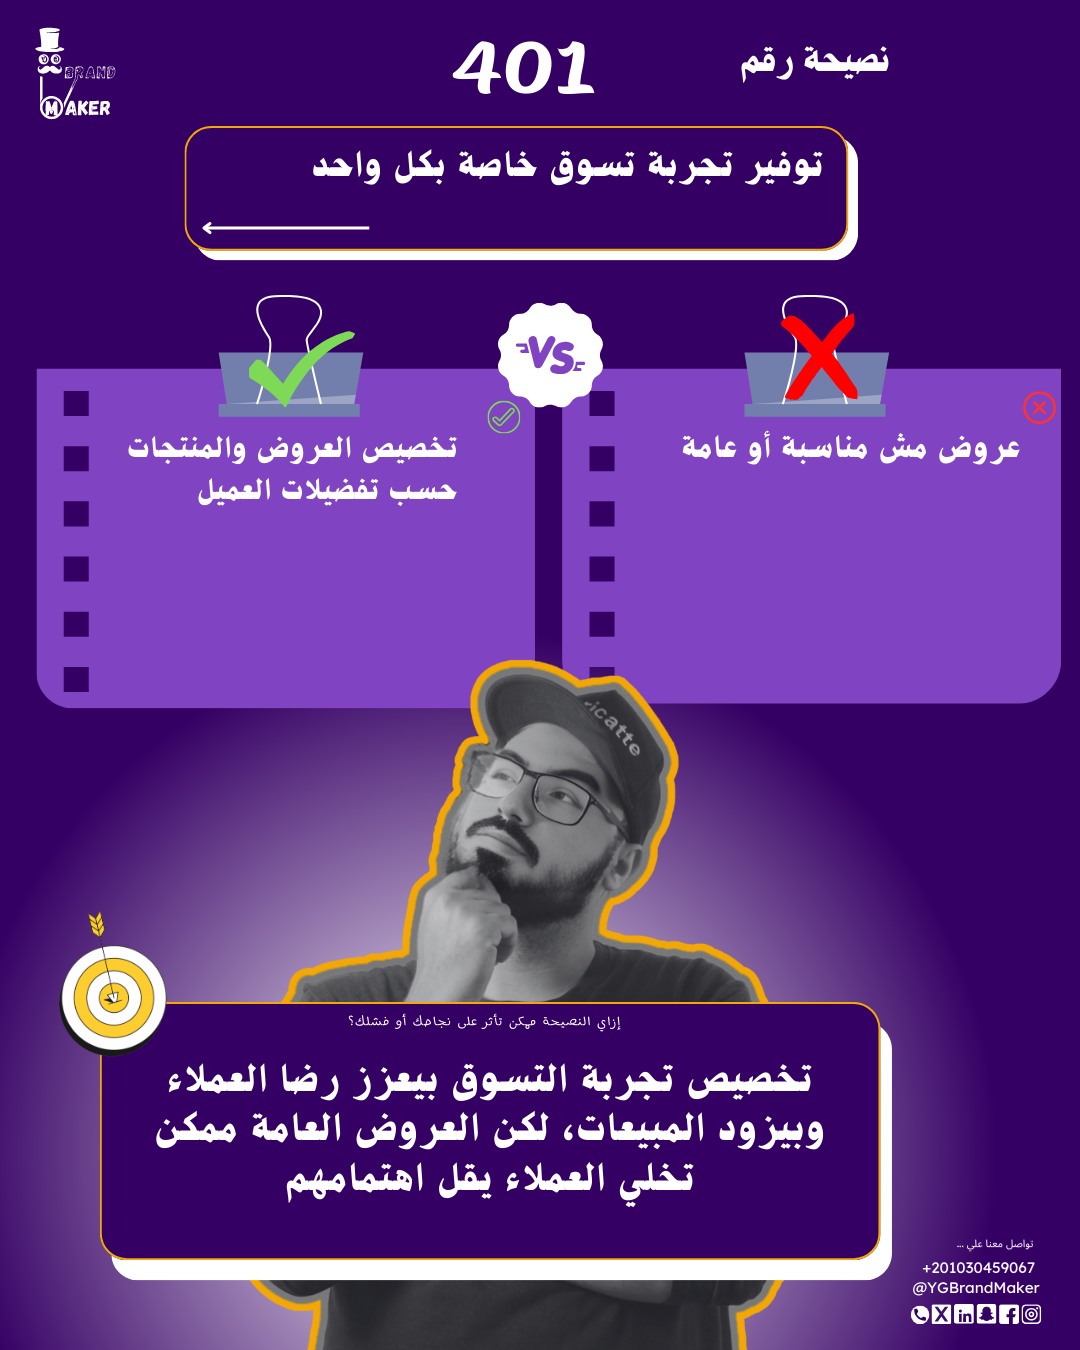 BRAND
MAKER
نصيحة رقم
401
توفير تجربة تسوق خاصة بكل واحد
VS
عروض مش مناسبة أو عامة
تخصيص العروض والمنتجات
حسب تفضيلات العميل
icatte
إزاي النصيحة ممكن تأثر على نجاحك أو فشلك؟
تخصيص تجربة التسوق بيعزز رضا العملاء
وبيزود المبيعات، لكن العروض العامة ممكن
تخلي العملاء يقل اهتمامهم
تواصل معنا علي ...
+201030459067
@YGBrandMaker